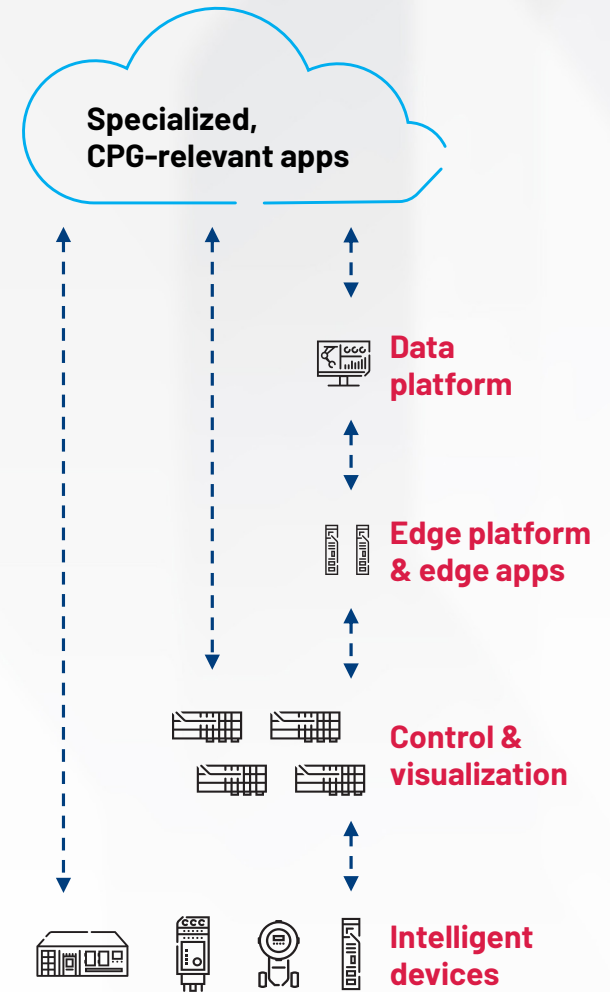 Specialized,
CPG-relevant apps
Data
platform
Edge platform
& edge apps
Control &
visualization
Intelligent
devices